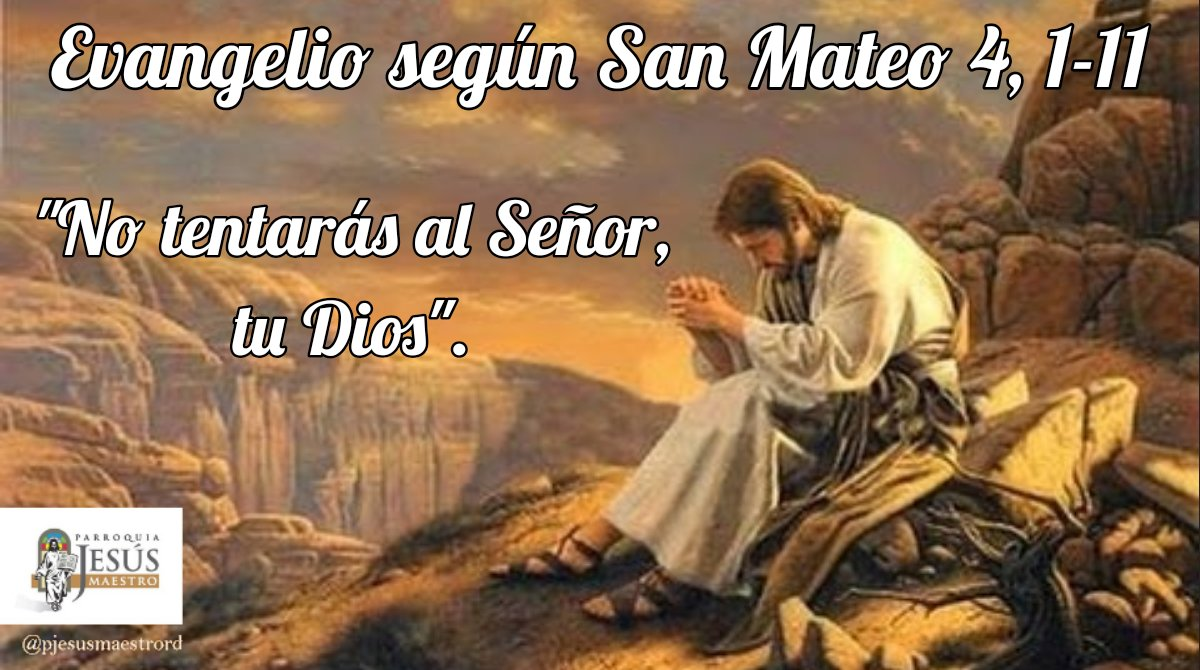 Evangelio según San Mateo 4, 1-11
"No tentarás al Señor,
tu Dios".
PARROQUIA
JESÚS
MAESTRO
@pjesusmaestrord